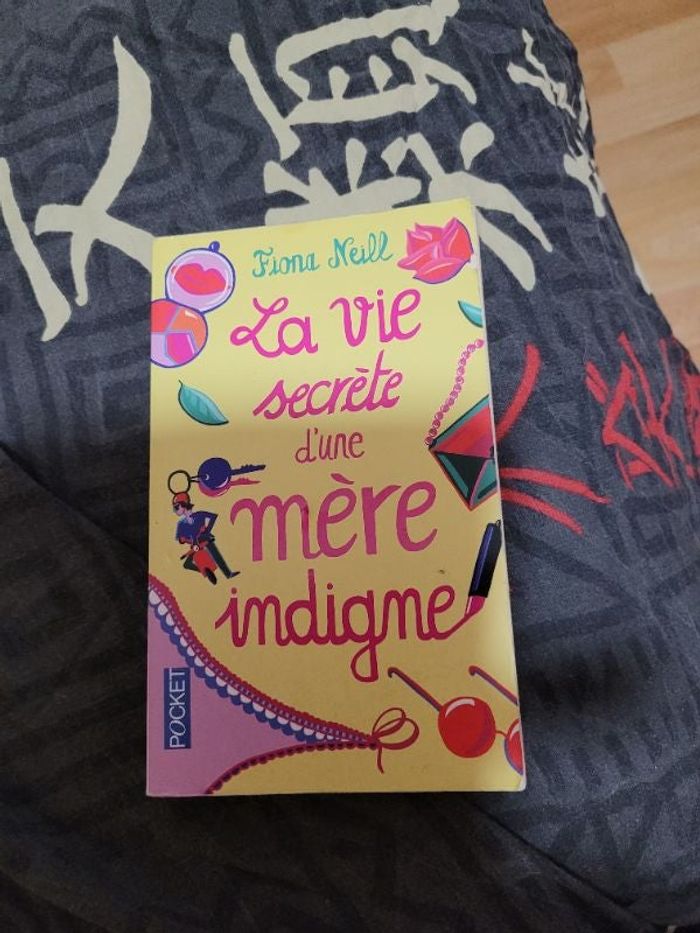 Fiona Neill
La vie
secrète
d'une
mère
indigne
POCKET